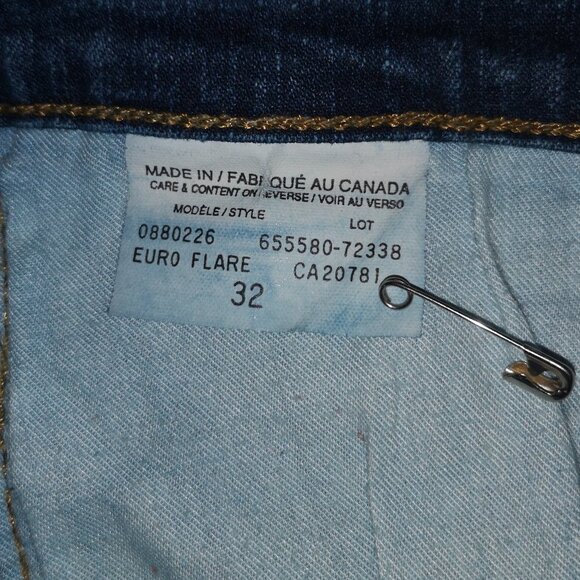 MADE IN / FABRIQUÉ AU CANADA
CARE & CONTENT ON REVERSE / VOIR AU VERSO
MODÈLE / STYLE LOT
0880226 655580-72338
EURO FLARE CA20781
32